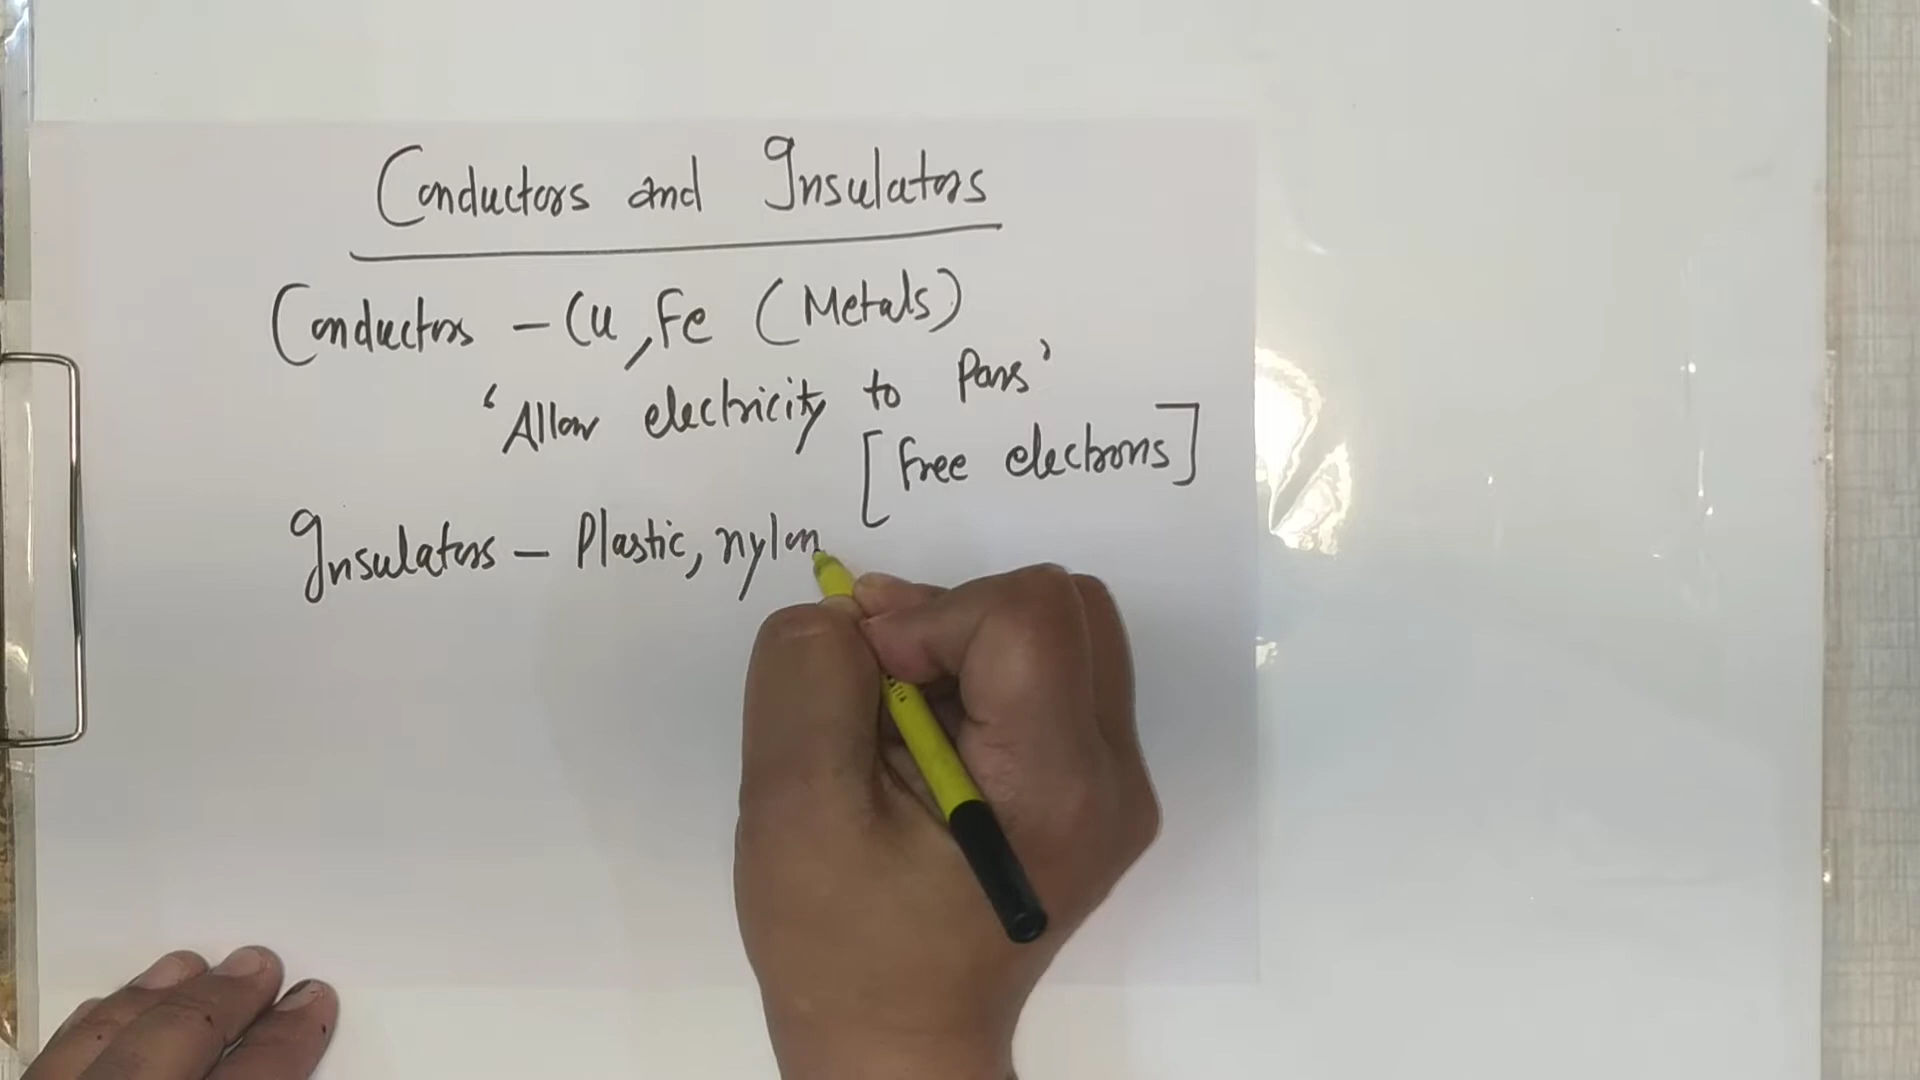 Conductors and Insulators
Conductors – Cu, Fe (Metals)
‘Allow electricity to Pass’
[Free electrons]
Insulators – Plastic, nylon